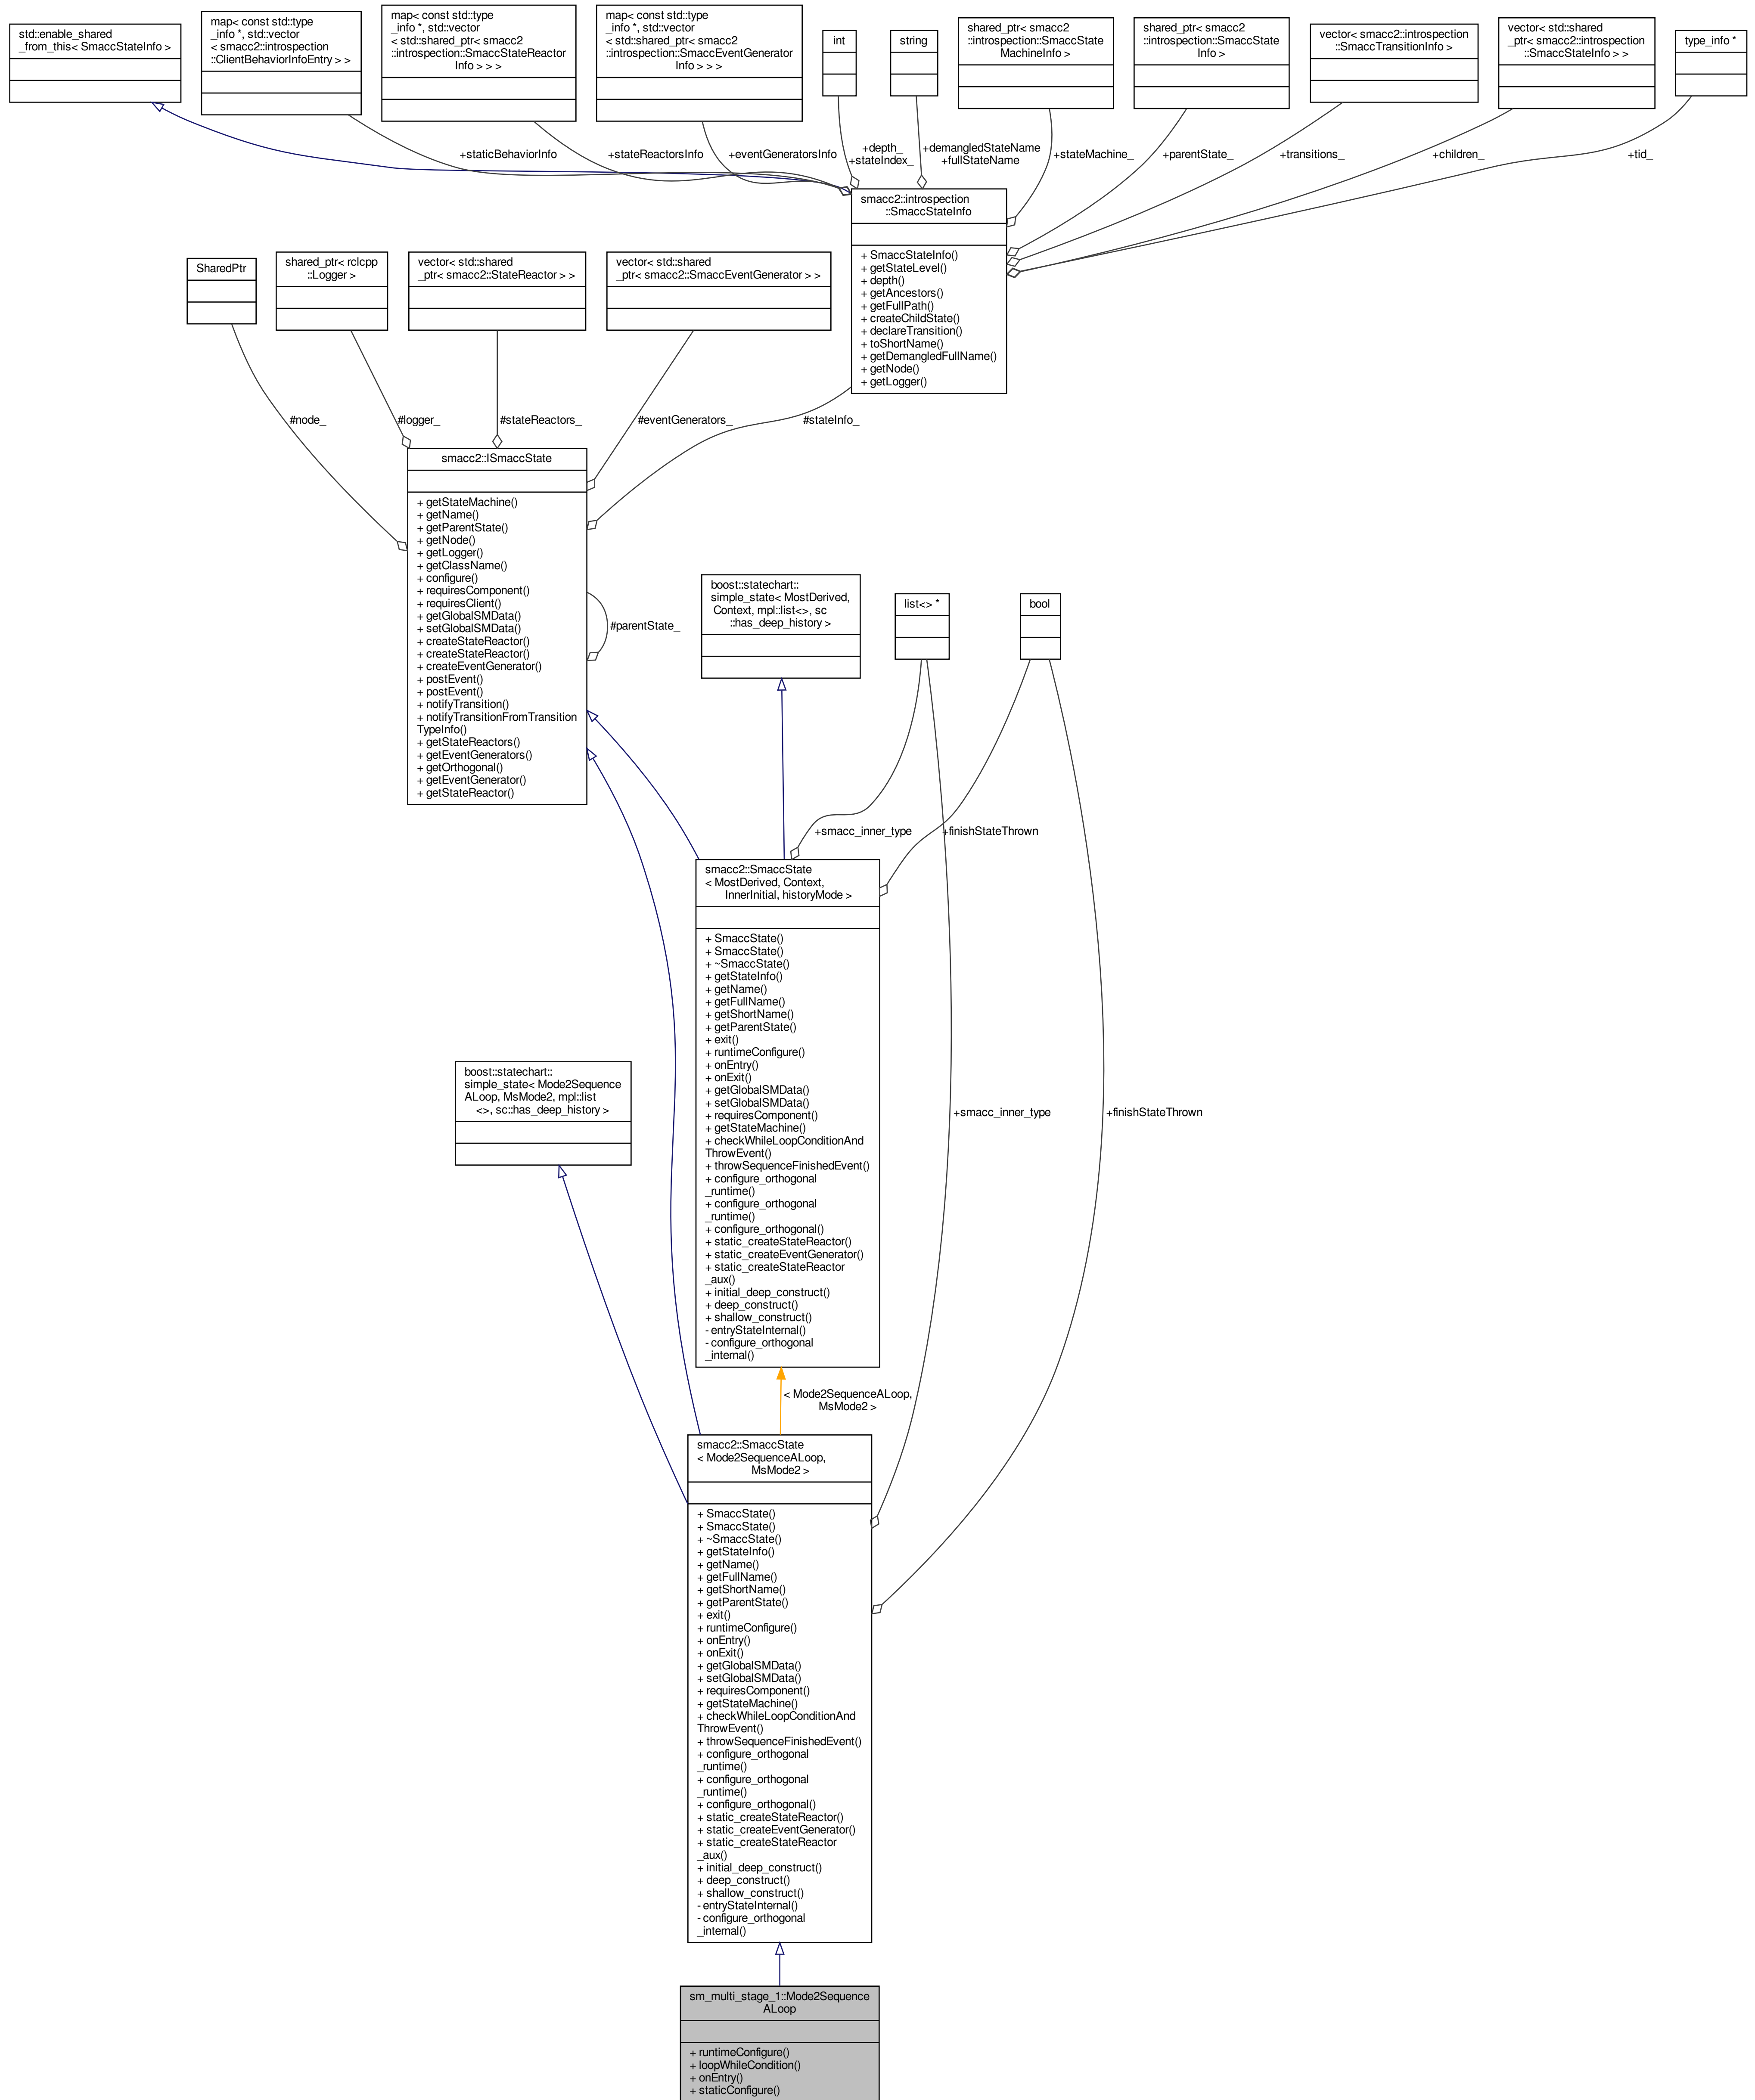 std::enable_shared
_from_this< SmaccStateInfo >
map< const std::type
_info *, std::vector
< smacc2::introspection
::ClientBehaviorInfoEntry > >
map< const std::type
_info *, std::vector
< std::shared_ptr< smacc2
::introspection::SmaccStateReactor
Info > > >
map< const std::type
_info *, std::vector
< std::shared_ptr< smacc2
::introspection::SmaccEventGenerator
Info > > >
int
string
shared_ptr< smacc2
::introspection::SmaccState
MachineInfo >
shared_ptr< smacc2
::introspection::SmaccState
Info >
vector< smacc2::introspection
::SmaccTransitionInfo >
vector< std::shared
_ptr< smacc2::introspection
::SmaccStateInfo > >
type_info *
+staticBehaviorInfo
+stateReactorsInfo
+eventGeneratorsInfo
+depth_
+stateIndex_
+demangledStateName
+fullStateName
+stateMachine_
+parentState_
+transitions_
+children_
+tid_
smacc2::introspection
::SmaccStateInfo
+ SmaccStateInfo()
+ getStateLevel()
+ depth()
+ getAncestors()
+ getFullPath()
+ createChildState()
+ declareTransition()
+ toShortName()
+ getDemangledFullName()
+ getNode()
+ getLogger()
SharedPtr
shared_ptr< rclcpp
::Logger >
vector< std::shared
_ptr< smacc2::StateReactor > >
vector< std::shared
_ptr< smacc2::SmaccEventGenerator > >
#node_
#logger_
#stateReactors_
#eventGenerators_
#stateInfo_
smacc2::ISmaccState
+ getStateMachine()
+ getName()
+ getParentState()
+ getNode()
+ getLogger()
+ getClassName()
+ configure()
+ requiresComponent()
+ requiresClient()
+ getGlobalSMData()
+ setGlobalSMData()
+ createStateReactor()
+ createStateReactor()
+ createEventGenerator()
+ postEvent()
+ postEvent()
+ notifyTransition()
+ notifyTransitionFromTransition
TypeInfo()
+ getStateReactors()
+ getEventGenerators()
+ getOrthogonal()
+ getEventGenerator()
+ getStateReactor()
#parentState_
boost::statechart::
simple_state< MostDerived,
Context, mpl::list<>, sc
::has_deep_history >
list<> *
bool
+smacc_inner_type
+finishStateThrown
smacc2::SmaccState
< MostDerived, Context,
InnerInitial, historyMode >
+ SmaccState()
+ SmaccState()
+ ~SmaccState()
+ getStateInfo()
+ getName()
+ getFullName()
+ getShortName()
+ getParentState()
+ exit()
+ runtimeConfigure()
+ onEntry()
+ onExit()
+ getGlobalSMData()
+ setGlobalSMData()
+ requiresComponent()
+ getStateMachine()
+ checkWhileLoopConditionAnd
ThrowEvent()
+ throwSequenceFinishedEvent()
+ configure_orthogonal
_runtime()
+ configure_orthogonal
_runtime()
+ configure_orthogonal()
+ static_createStateReactor()
+ static_createEventGenerator()
+ static_createStateReactor
_aux()
+ initial_deep_construct()
+ deep_construct()
+ shallow_construct()
- entryStateInternal()
- configure_orthogonal
_internal()
boost::statechart::
simple_state< Mode2Sequence
ALoop, MsMode2, mpl::list
<>, sc::has_deep_history >
+smacc_inner_type
+finishStateThrown
< Mode2SequenceALoop,
MsMode2 >
smacc2::SmaccState
< Mode2SequenceALoop,
MsMode2 >
+ SmaccState()
+ SmaccState()
+ ~SmaccState()
+ getStateInfo()
+ getName()
+ getFullName()
+ getShortName()
+ getParentState()
+ exit()
+ runtimeConfigure()
+ onEntry()
+ onExit()
+ getGlobalSMData()
+ setGlobalSMData()
+ requiresComponent()
+ getStateMachine()
+ checkWhileLoopConditionAnd
ThrowEvent()
+ throwSequenceFinishedEvent()
+ configure_orthogonal
_runtime()
+ configure_orthogonal
_runtime()
+ configure_orthogonal()
+ static_createStateReactor()
+ static_createEventGenerator()
+ static_createStateReactor
_aux()
+ initial_deep_construct()
+ deep_construct()
+ shallow_construct()
- entryStateInternal()
- configure_orthogonal
_internal()
sm_multi_stage_1::Mode2Sequence
ALoop
+ runtimeConfigure()
+ loopWhileCondition()
+ onEntry()
+ staticConfigure()